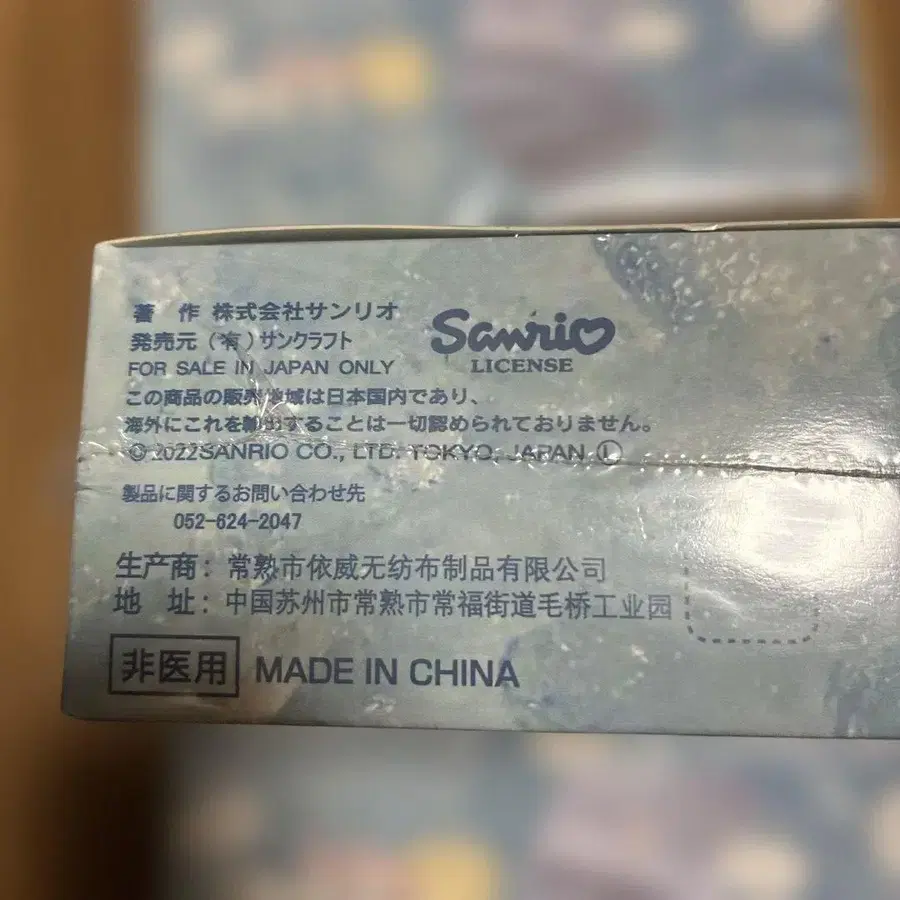 著 作 株式会社サンリオ
発売元（有）サンクラフト
Sanrio
LICENSE
FOR SALE IN JAPAN ONLY
この商品の販売地域は日本国内であり、
海外にこれを輸出することは一切認められておりません。
© 2022 SANRIO CO., LTD. TOKYO, JAPAN Ⓛ
製品に関するお問い合わせ先
052-624-2047
生产商：常熟市依威无纺布制品有限公司
地 址：中国苏州市常熟市常福街道毛桥工业园
非医用 MADE IN CHINA